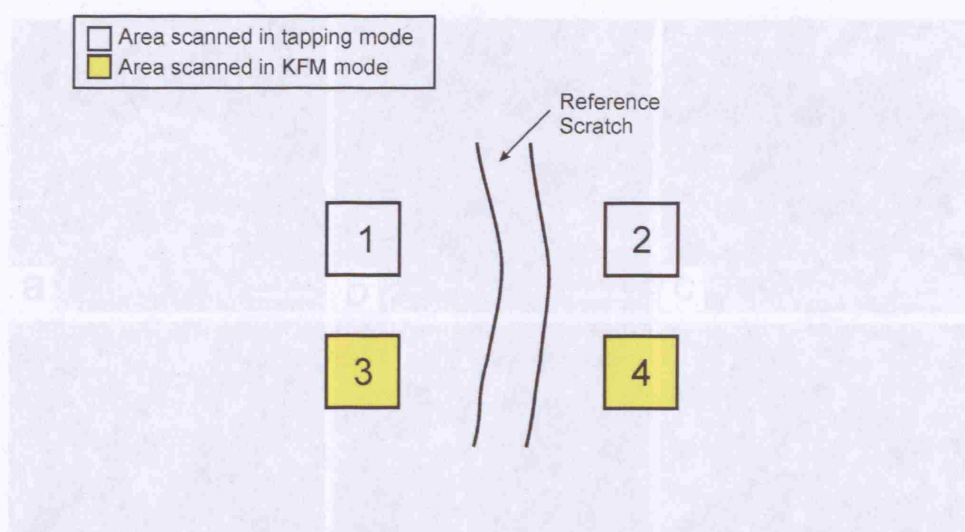 Area scanned in tapping mode
Area scanned in KFM mode
Reference
Scratch
1
2
a
b
c
3
4